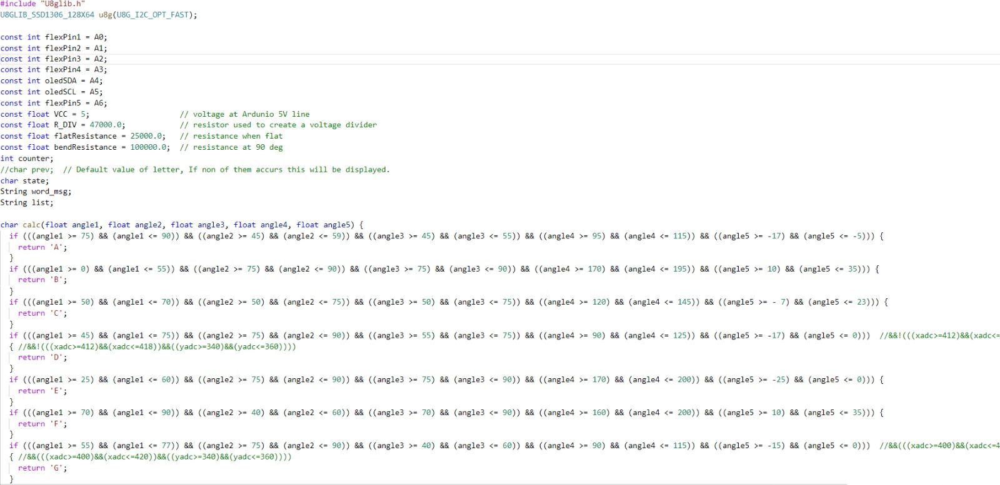 #include "U8glib.h"
U8GLIB_SSD1306_128X64 u8g(U8G_I2C_OPT_FAST);
const int flexPin1 = A0;
const int flexPin2 = A1;
const int flexPin3 = A2;
const int flexPin4 = A3;
const int oledSDA = A4;
const int oledSCL = A5;
const int flexPin5 = A6;
const float VCC = 5;                    // voltage at Ardunio 5V line
const float R_DIV = 47000.0;            // resistor used to create a voltage divider
const float flatResistance = 25000.0;   // resistance when flat
const float bendResistance = 100000.0;  // resistance at 90 deg
int counter;
//char prev;  // Default value of letter, If non of them accurs this will be displayed.
char state;
String word_msg;
String list;
char calc(float angle1, float angle2, float angle3, float angle4, float angle5) {
  if (((angle1 >= 75) && (angle1 <= 90)) && ((angle2 >= 45) && (angle2 <= 59)) && ((angle3 >= 45) && (angle3 <= 55)) && ((angle4 >= 95) && (angle4 <= 115)) && ((angle5 >= -17) && (angle5 <= -5))) {
    return 'A';
  }
  if (((angle1 >= 0) && (angle1 <= 55)) && ((angle2 >= 75) && (angle2 <= 90)) && ((angle3 >= 75) && (angle3 <= 90)) && ((angle4 >= 170) && (angle4 <= 195)) && ((angle5 >= 10) && (angle5 <= 35))) {
    return 'B';
  }
  if (((angle1 >= 50) && (angle1 <= 70)) && ((angle2 >= 50) && (angle2 <= 75)) && ((angle3 >= 50) && (angle3 <= 75)) && ((angle4 >= 120) && (angle4 <= 145)) && ((angle5 >= - 7) && (angle5 <= 23))) {
    return 'C';
  }
  if (((angle1 >= 45) && (angle1 <= 75)) && ((angle2 >= 75) && (angle2 <= 90)) && ((angle3 >= 55) && (angle3 <= 75)) && ((angle4 >= 90) && (angle4 <= 125)) && ((angle5 >= -17) && (angle5 <= 0)))  //&&!(((xadc>=412)&&(xadc<=
  { //&&!(((xadc>=412)&&(xadc<=418))&&((yadc>=340)&&(yadc<=360))))
    return 'D';
  }
  if (((angle1 >= 25) && (angle1 <= 60)) && ((angle2 >= 75) && (angle2 <= 90)) && ((angle3 >= 75) && (angle3 <= 90)) && ((angle4 >= 170) && (angle4 <= 200)) && ((angle5 >= -25) && (angle5 <= 0))) {
    return 'E';
  }
  if (((angle1 >= 70) && (angle1 <= 90)) && ((angle2 >= 40) && (angle2 <= 60)) && ((angle3 >= 70) && (angle3 <= 90)) && ((angle4 >= 160) && (angle4 <= 200)) && ((angle5 >= 10) && (angle5 <= 35))) {
    return 'F';
  }
  if (((angle1 >= 55) && (angle1 <= 77)) && ((angle2 >= 75) && (angle2 <= 90)) && ((angle3 >= 40) && (angle3 <= 60)) && ((angle4 >= 90) && (angle4 <= 115)) && ((angle5 >= -15) && (angle5 <= 0)))  //&&(((xadc>=400)&&(xadc<=4
  { //&&(((xadc>=400)&&(xadc<=420))&&((yadc>=340)&&(yadc<=360))))
    return 'G';
  }